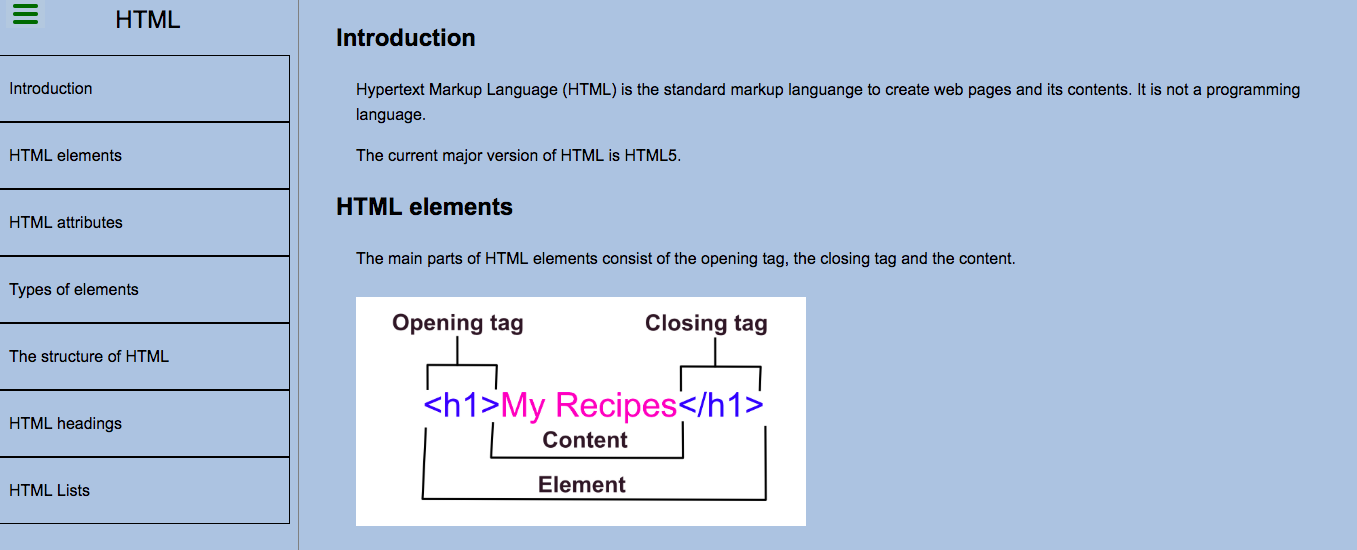 HTML
Introduction
HTML elements
HTML attributes
Types of elements
The structure of HTML
HTML headings
HTML Lists
Introduction
Hypertext Markup Language (HTML) is the standard markup languange to create web pages and its contents. It is not a programming
language.
The current major version of HTML is HTML5.
HTML elements
The main parts of HTML elements consist of the opening tag, the closing tag and the content.
Opening tag Closing tag
<h1>My Recipes</h1>
Content
Element